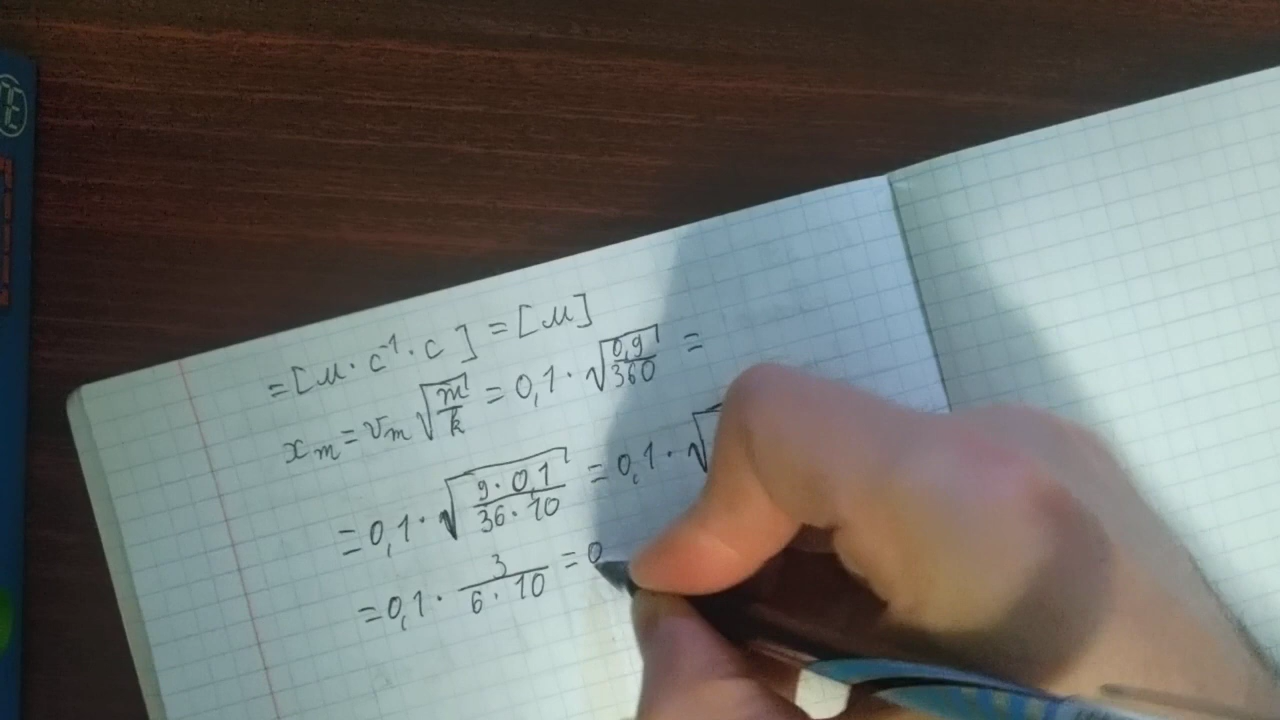 = [м · с⁻¹ · с] = [м]
xₘ = vₘ √(m/k) = 0,1 · √(0,9/360) =
= 0,1 · √(9 · 0,1/36 · 10) = 0,1 · √
= 0,1 · 3/6 · 10 = 0